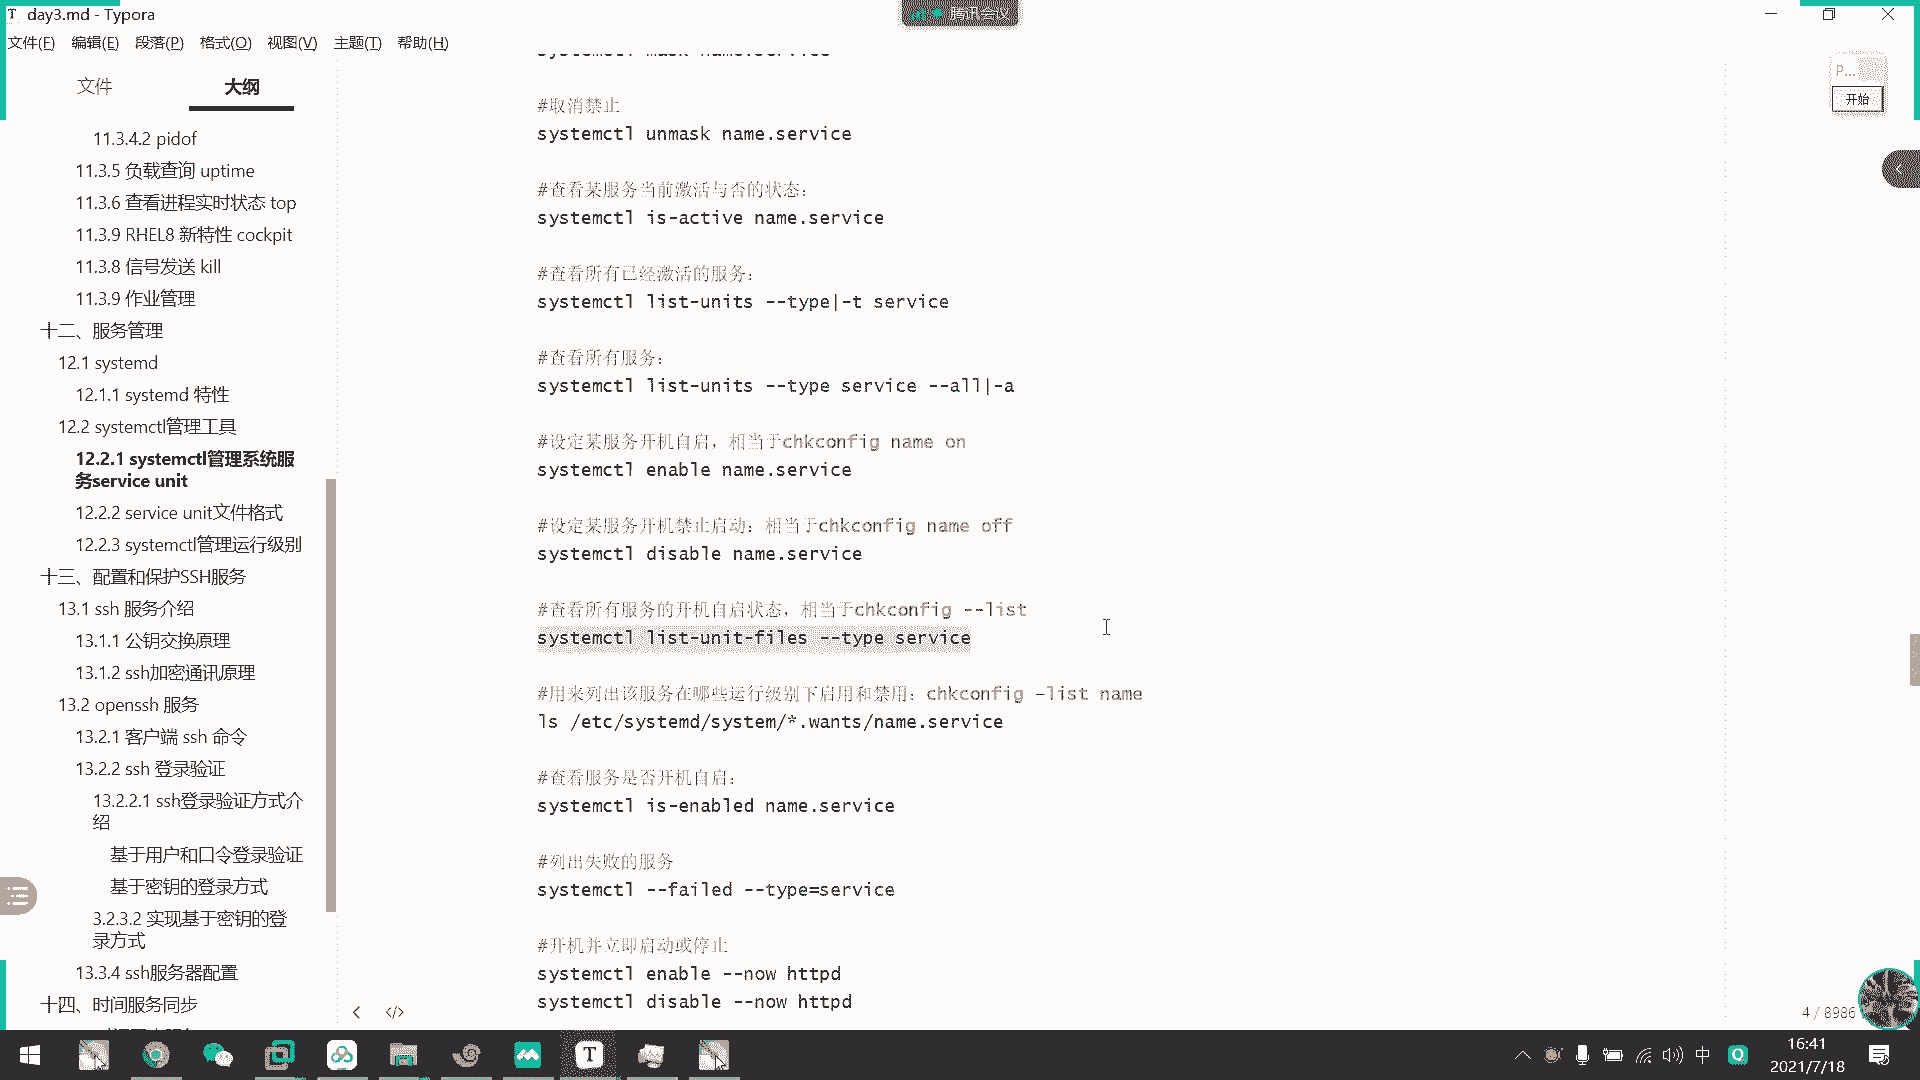 day3.md - Typora
腾讯会议
文件(F) 编辑(E) 段落(P) 格式(O) 视图(V) 主题(T) 帮助(H)
文件 大纲
11.3.4.2 pidof
11.3.5 负载查询 uptime
11.3.6 查看进程实时状态 top
11.3.9 RHEL8 新特性 cockpit
11.3.8 信号发送 kill
11.3.9 作业管理
十二、服务管理
12.1 systemd
12.1.1 systemd 特性
12.2 systemctl管理工具
12.2.1 systemctl管理系统服
务service unit
12.2.2 service unit文件格式
12.2.3 systemctl管理运行级别
十三、配置和保护SSH服务
13.1 ssh 服务介绍
13.1.1 公钥交换原理
13.1.2 ssh加密通讯原理
13.2 openssh 服务
13.2.1 客户端 ssh 命令
13.2.2 ssh 登录验证
13.2.2.1 ssh登录验证方式介
绍
基于用户和口令登录验证
基于密钥的登录方式
3.2.3.2 实现基于密钥的登
录方式
13.3.4 ssh服务器配置
十四、时间服务同步
systemctl mask name.service
#取消禁止
systemctl unmask name.service
#查看某服务当前激活与否的状态：
systemctl is-active name.service
#查看所有已经激活的服务：
systemctl list-units --type|-t service
#查看所有服务：
systemctl list-units --type service --all|-a
#设定某服务开机自启，相当于chkconfig name on
systemctl enable name.service
#设定某服务开机禁止启动：相当于chkconfig name off
systemctl disable name.service
#查看所有服务的开机自启状态，相当于chkconfig --list
systemctl list-unit-files --type service
#用来列出该服务在哪些运行级别下启用和禁用：chkconfig –list name
ls /etc/systemd/system/*.wants/name.service
#查看服务是否开机自启：
systemctl is-enabled name.service
#列出失败的服务
systemctl --failed --type=service
#开机并立即启动或停止
systemctl enable --now httpd
systemctl disable --now httpd
P...
开始
4 / 8986
中
16:41
2021/7/18